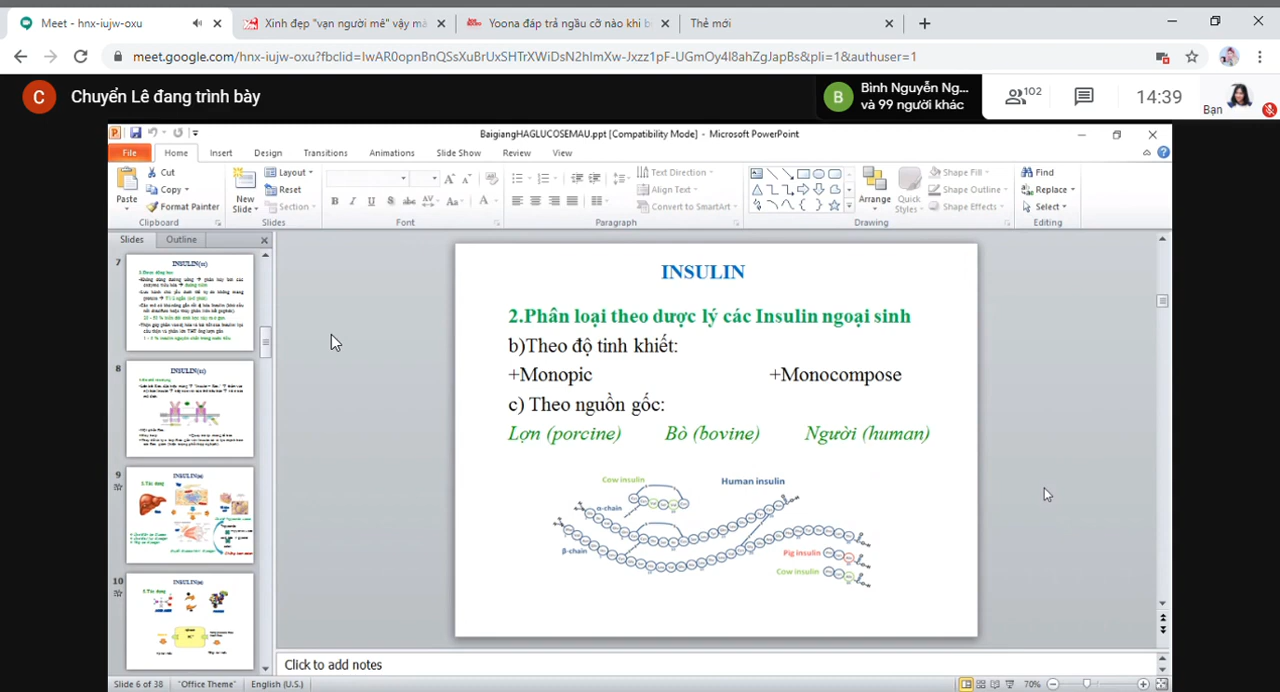 Meet - hnx-iujw-oxu
Xinh đẹp "vạn người mê" vậy mà
Yoona đáp trả ngầu cỡ nào khi b
Thẻ mới
meet.google.com/hnx-iujw-oxu?fbclid=IwAR0opnBnQSsXuBrUxSHTrXWiDsN2hImXw-Jxzz1pF-UGmOy4I8ahZgJapBs&pli=1&authuser=1
C
Chuyển Lê đang trình bày
B
Bình Nguyễn Ng...
và 99 người khác
102
14:39
Bạn
BaigiangHAGLUCOSEMAU.ppt [Compatibility Mode] - Microsoft PowerPoint
File Home Insert Design Transitions Animations Slide Show Review View
Paste
Cut
Copy
Format Painter
Clipboard
New
Slide
Layout
Reset
Section
Slides
Font
Text Direction
Align Text
Convert to SmartArt
Paragraph
Arrange
Quick
Styles
Shape Fill
Shape Outline
Shape Effects
Drawing
Find
Replace
Select
Editing
Slides Outline
7
8
9
10
INSULIN
2.Phân loại theo dược lý các Insulin ngoại sinh
b)Theo độ tinh khiết:
+Monopic +Monocompose
c) Theo nguồn gốc:
Lợn (porcine) Bò (bovine) Người (human)
Cow insulin
Human insulin
α-chain
β-chain
Pig insulin
Cow insulin
Click to add notes
Slide 6 of 38 "Office Theme" English (U.S.) 70%